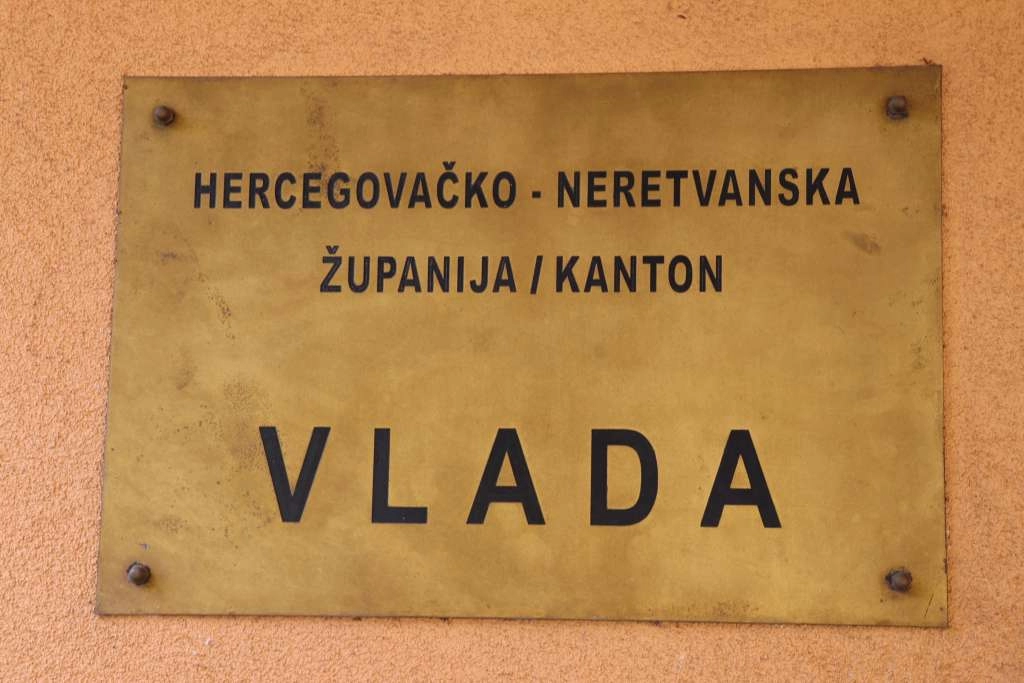 HERCEGOVAČKO - NERETVANSKA
ŽUPANIJA / KANTON
VLADA